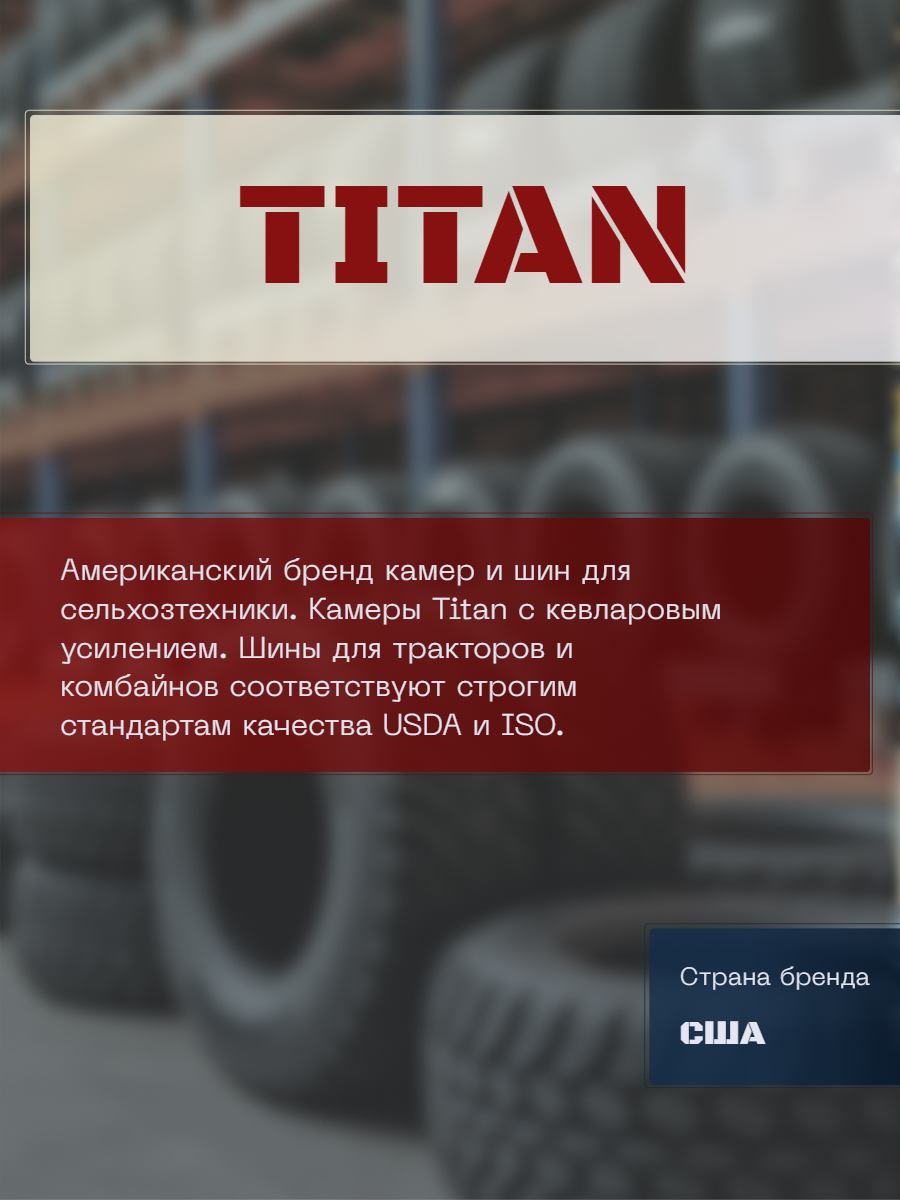 TITAN
Американский бренд камер и шин для
сельхозтехники. Камеры Titan с кевларовым
усилением. Шины для тракторов и
комбайнов соответствуют строгим
стандартам качества USDA и ISO.
Страна бренда
США